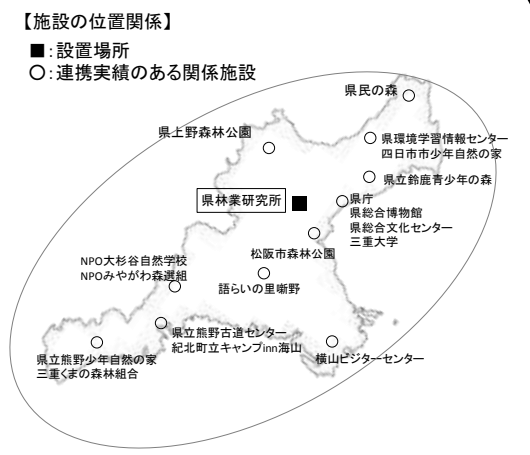 【施設の位置関係】
■：設置場所
○：連携実績のある関係施設
県民の森
県上野森林公園
県環境学習情報センター
四日市市少年自然の家
県立鈴鹿青少年の森
県林業研究所
県庁
県総合博物館
県総合文化センター
三重大学
松阪市森林公園
NPO大杉谷自然学校
NPOみやがわ森選組
語らいの里噺野
県立熊野古道センター
紀北町立キャンプinn海山
県立熊野少年自然の家
三重くまの森林組合
横山ビジターセンター